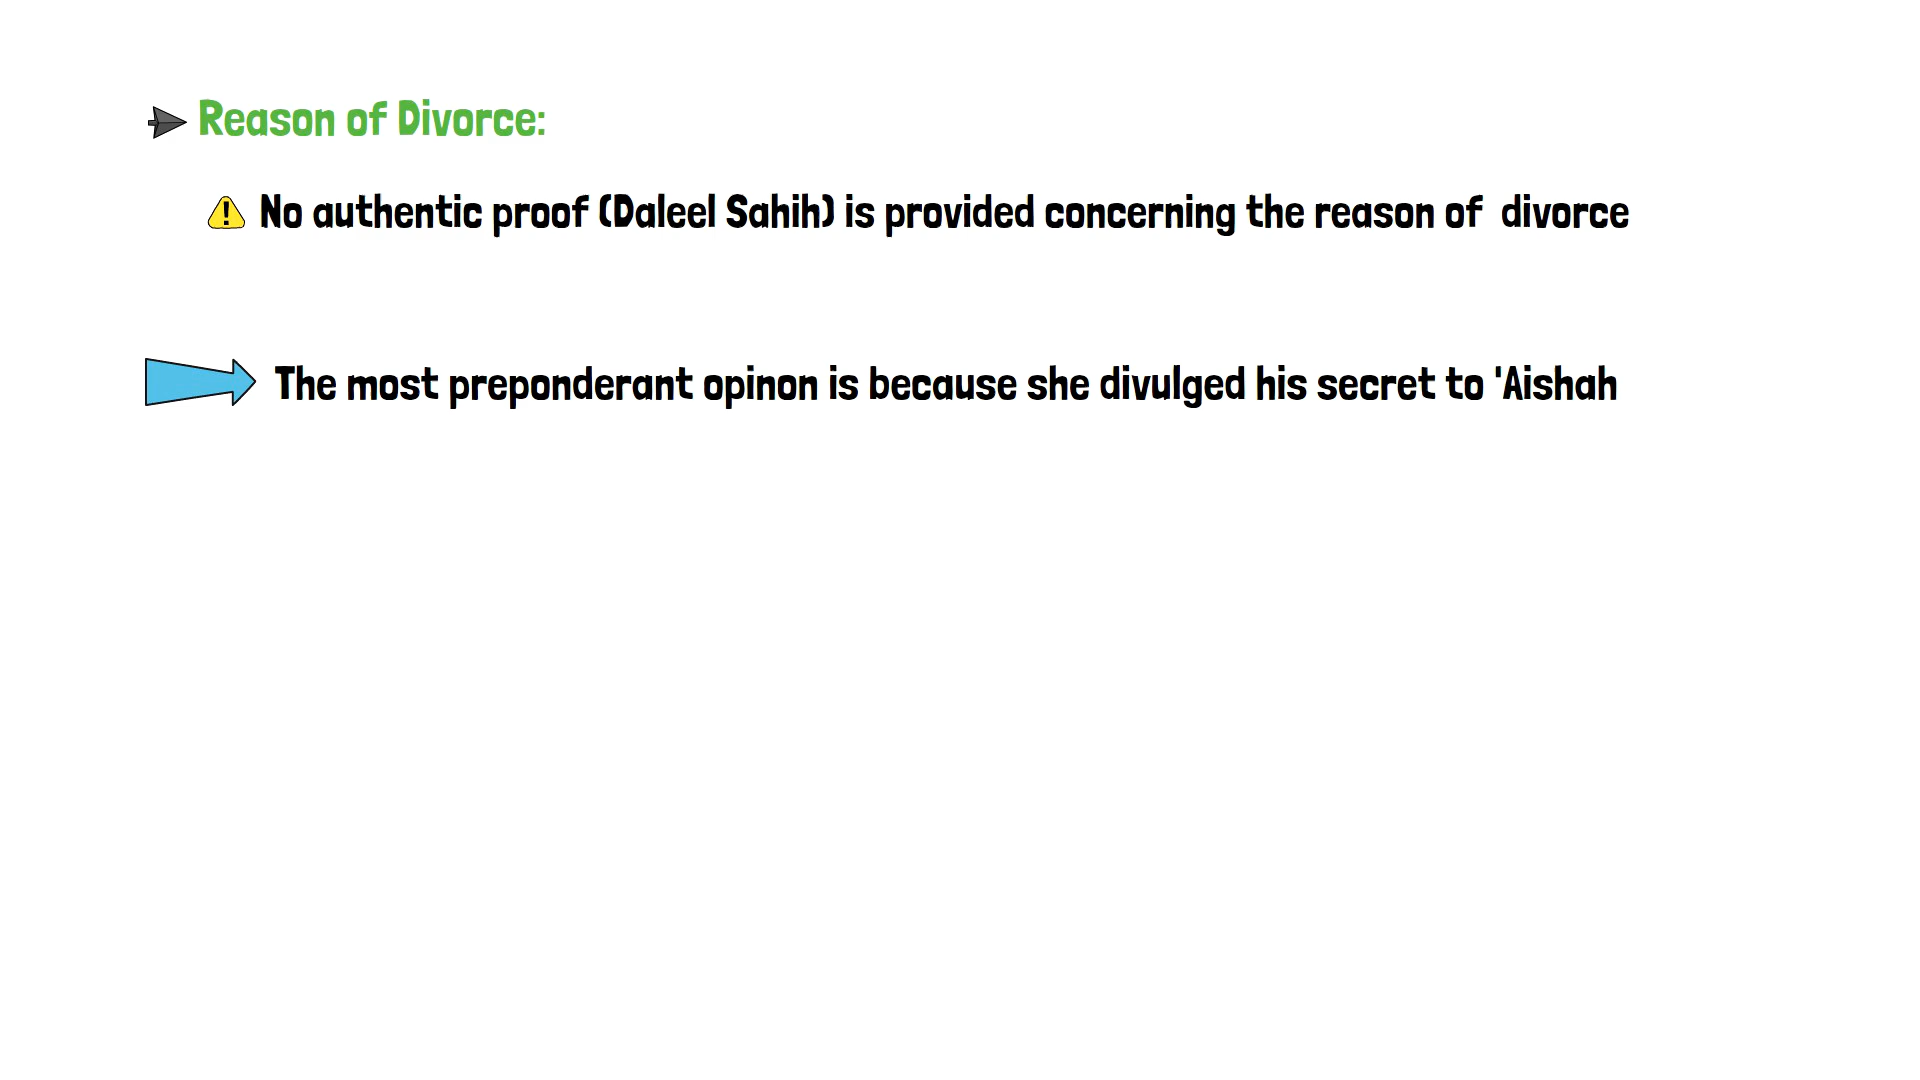 Reason of Divorce:
No authentic proof (Daleel Sahih) is provided concerning the reason of  divorce
The most preponderant opinon is because she divulged his secret to 'Aishah